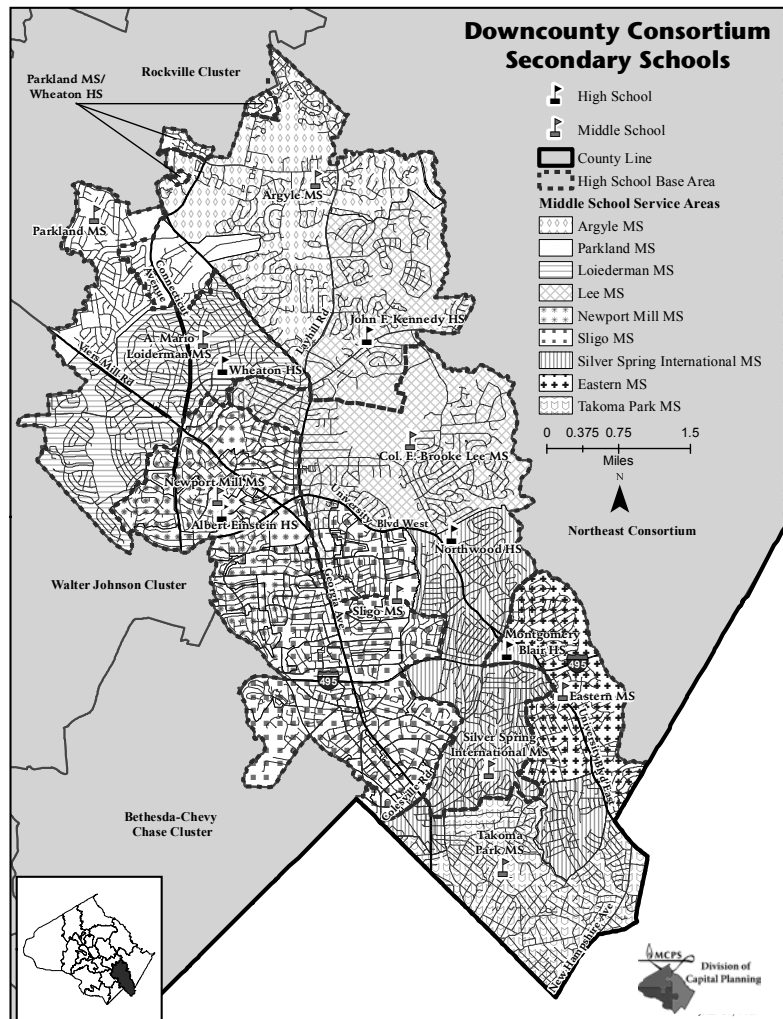 Downcounty Consortium
Secondary Schools
High School
Middle School
County Line
High School Base Area
Middle School Service Areas
Argyle MS
Parkland MS
Loiederman MS
Lee MS
Newport Mill MS
Sligo MS
Silver Spring International MS
Eastern MS
Takoma Park MS
0 0.375 0.75 1.5
Miles
N
Northeast Consortium
Rockville Cluster
Parkland MS/
Wheaton HS
Argyle MS
Parkland MS
Connecticut
Avenue
Layhill Rd
John F. Kennedy HS
A. Mario
Loiderman MS
Wheaton HS
Viers Mill Rd
Col. E. Brooke Lee MS
Newport Mill MS
Albert Einstein HS
University
Blvd West
Northwood HS
Walter Johnson Cluster
Georgia Ave
Sligo MS
Montgomery
Blair HS
495
495
Eastern MS
University Blvd East
Silver Spring
International MS
Colesville Rd
Bethesda-Chevy
Chase Cluster
Takoma
Park MS
New Hampshire Ave
MCPS
Division of
Capital Planning